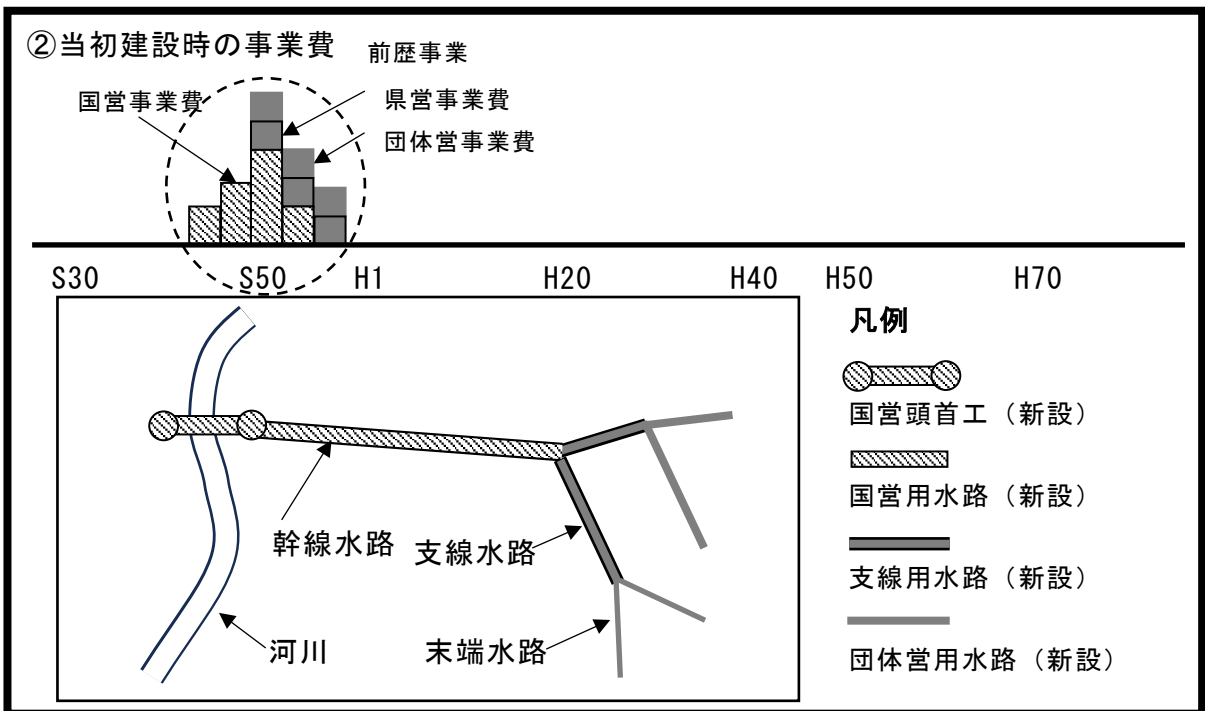 ②当初建設時の事業費
前歴事業
国営事業費
県営事業費
団体営事業費
S30 S50 H1 H20 H40 H50 H70
凡例
国営頭首工（新設）
国営用水路（新設）
幹線水路
支線水路
支線用水路（新設）
河川
末端水路
団体営用水路（新設）